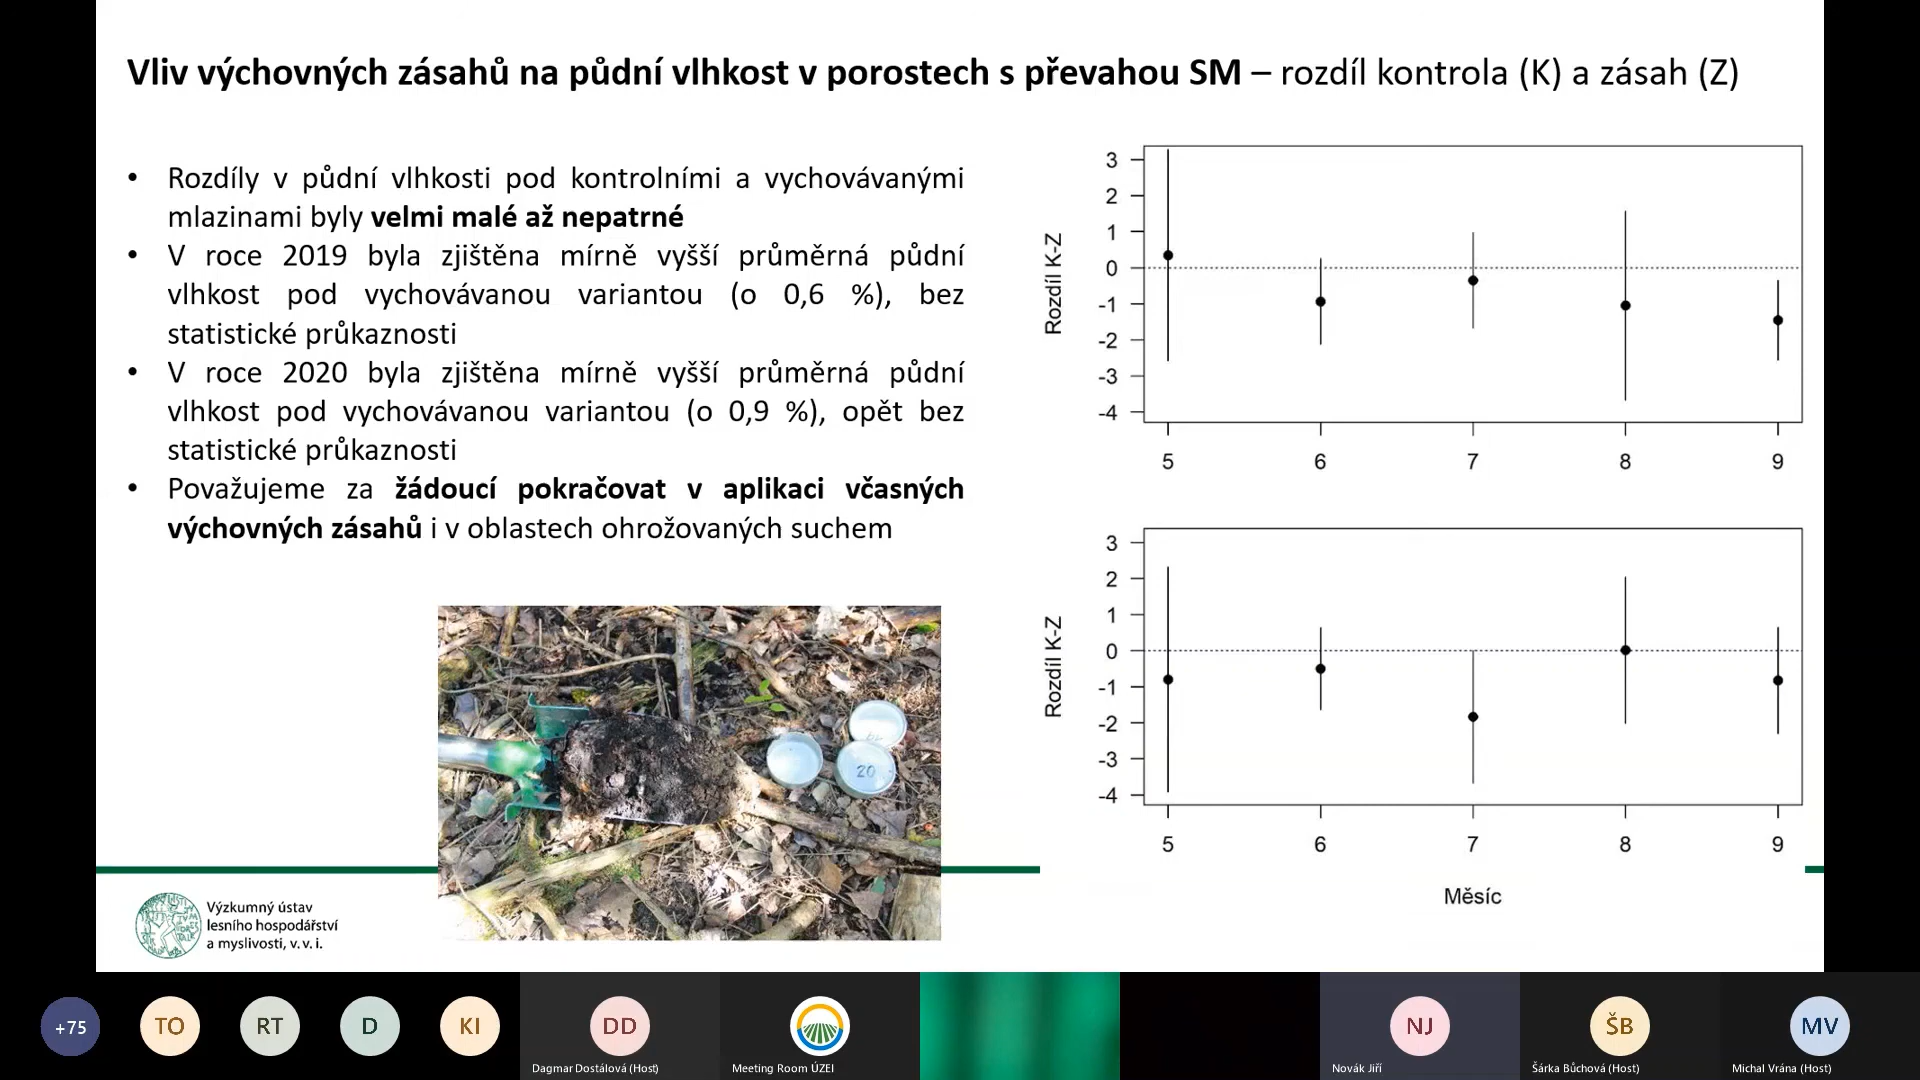 Vliv výchovných zásahů na půdní vlhkost v porostech s převahou SM – rozdíl kontrola (K) a zásah (Z)
• Rozdíly v půdní vlhkosti pod kontrolními a vychovávanými
mlazinami byly velmi malé až nepatrné
• V roce 2019 byla zjištěna mírně vyšší průměrná půdní
vlhkost pod vychovávanou variantou (o 0,6 %), bez
statistické průkaznosti
• V roce 2020 byla zjištěna mírně vyšší průměrná půdní
vlhkost pod vychovávanou variantou (o 0,9 %), opět bez
statistické průkaznosti
• Považujeme za žádoucí pokračovat v aplikaci včasných
výchovných zásahů i v oblastech ohrožovaných suchem
Rozdíl K-Z
3
2
1
0
-1
-2
-3
-4
5 6 7 8 9
Rozdíl K-Z
3
2
1
0
-1
-2
-3
-4
5 6 7 8 9
Měsíc
20
Výzkumný ústav
lesního hospodářství
a myslivosti, v. v. i.
+75 TO RT D KI DD NJ ŠB MV
Dagmar Dostálová (Host) Meeting Room ÚZEI Novák Jiří Šárka Bůchová (Host) Michal Vrána (Host)